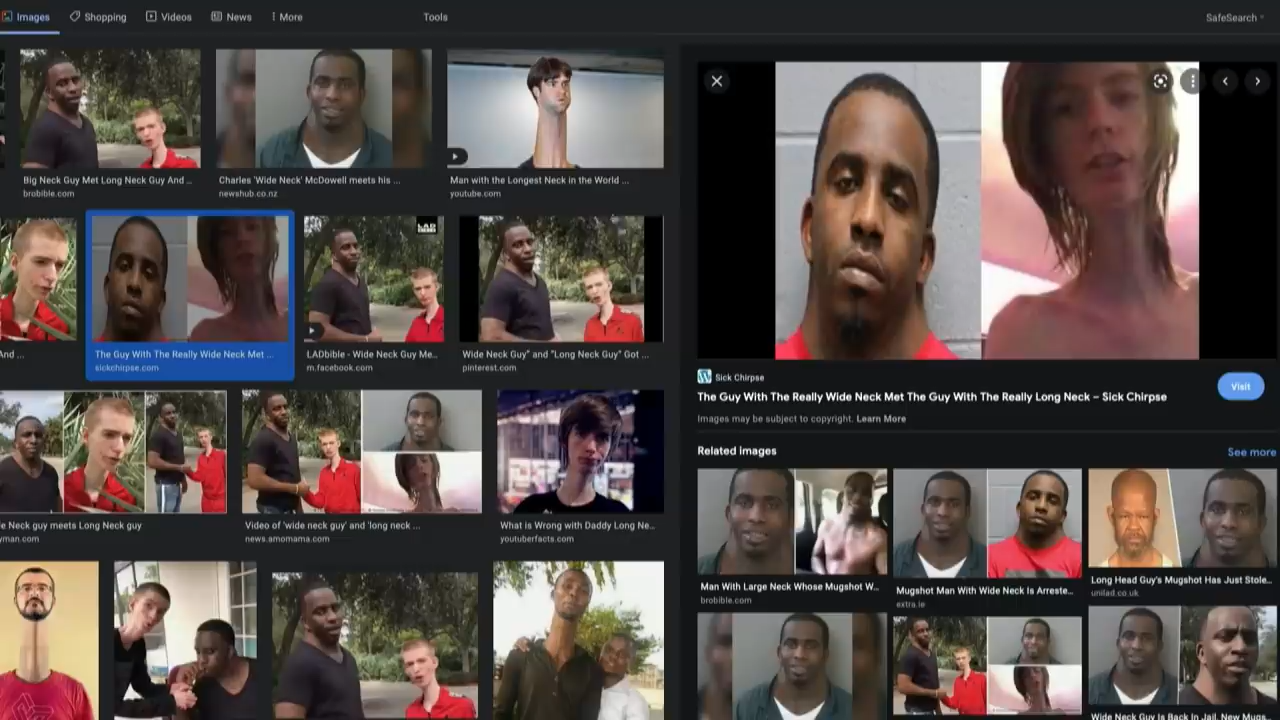 Images
Shopping
Videos
News
More
Tools
SafeSearch
Big Neck Guy Met Long Neck Guy And ...
brobible.com
Charles 'Wide Neck' McDowell meets his ...
newshub.co.nz
Man with the Longest Neck in the World ...
youtube.com
And ...
The Guy With The Really Wide Neck Met ...
sickchirpse.com
LAD
LADbible - Wide Neck Guy Me...
m.facebook.com
Wide Neck Guy" and "Long Neck Guy" Got ...
pinterest.com
e Neck guy meets Long Neck guy
yman.com
Video of 'wide neck guy' and 'long neck ...
news.amomama.com
What is Wrong with Daddy Long Ne...
youtuberfacts.com
Sick Chirpse
The Guy With The Really Wide Neck Met The Guy With The Really Long Neck – Sick Chirpse
Visit
Images may be subject to copyright. Learn More
Related images
See more
Man With Large Neck Whose Mugshot W...
brobible.com
Mugshot Man With Wide Neck Is Arreste...
extra.ie
Long Head Guy's Mugshot Has Just Stole...
unilad.co.uk
Wide Neck Guy Is Back In Jail, New Mugs...